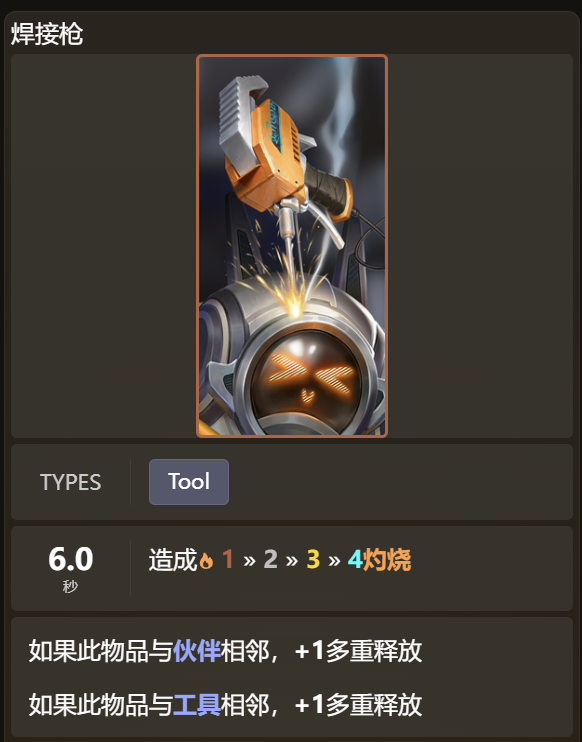 焊接枪
TYPES
Tool
6.0
秒
造成 1 » 2 » 3 » 4灼烧
如果此物品与伙伴相邻，+1多重释放
如果此物品与工具相邻，+1多重释放